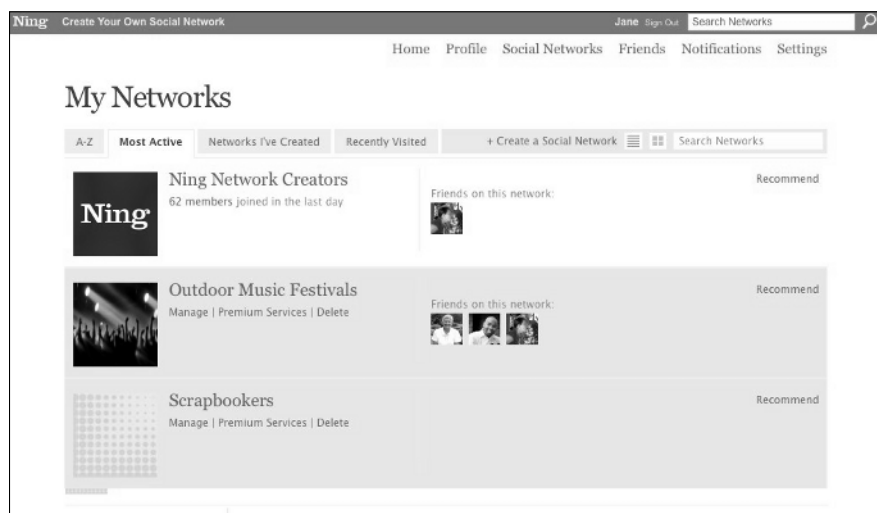 Ning Create Your Own Social Network Jane Sign Out Search Networks
Home Profile Social Networks Friends Notifications Settings
My Networks
A-Z Most Active Networks I've Created Recently Visited + Create a Social Network Search Networks
Ning Network Creators
62 members joined in the last day
Friends on this network:
Recommend
Ning
Outdoor Music Festivals
Manage | Premium Services | Delete
Friends on this network:
Recommend
Scrapbookers
Manage | Premium Services | Delete
Recommend